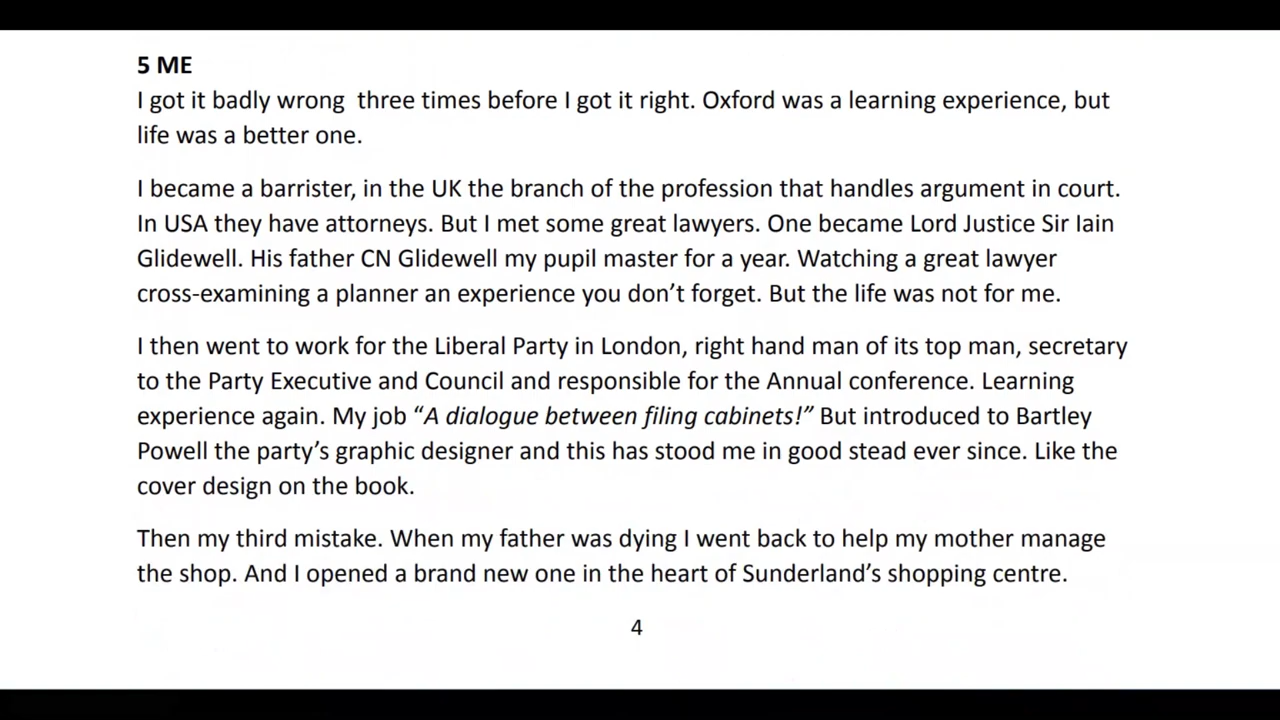 5 ME
I got it badly wrong  three times before I got it right. Oxford was a learning experience, but
life was a better one.
I became a barrister, in the UK the branch of the profession that handles argument in court.
In USA they have attorneys. But I met some great lawyers. One became Lord Justice Sir Iain
Glidewell. His father CN Glidewell my pupil master for a year. Watching a great lawyer
cross-examining a planner an experience you don’t forget. But the life was not for me.
I then went to work for the Liberal Party in London, right hand man of its top man, secretary
to the Party Executive and Council and responsible for the Annual conference. Learning
experience again. My job “A dialogue between filing cabinets!” But introduced to Bartley
Powell the party’s graphic designer and this has stood me in good stead ever since. Like the
cover design on the book.
Then my third mistake. When my father was dying I went back to help my mother manage
the shop. And I opened a brand new one in the heart of Sunderland’s shopping centre.
4